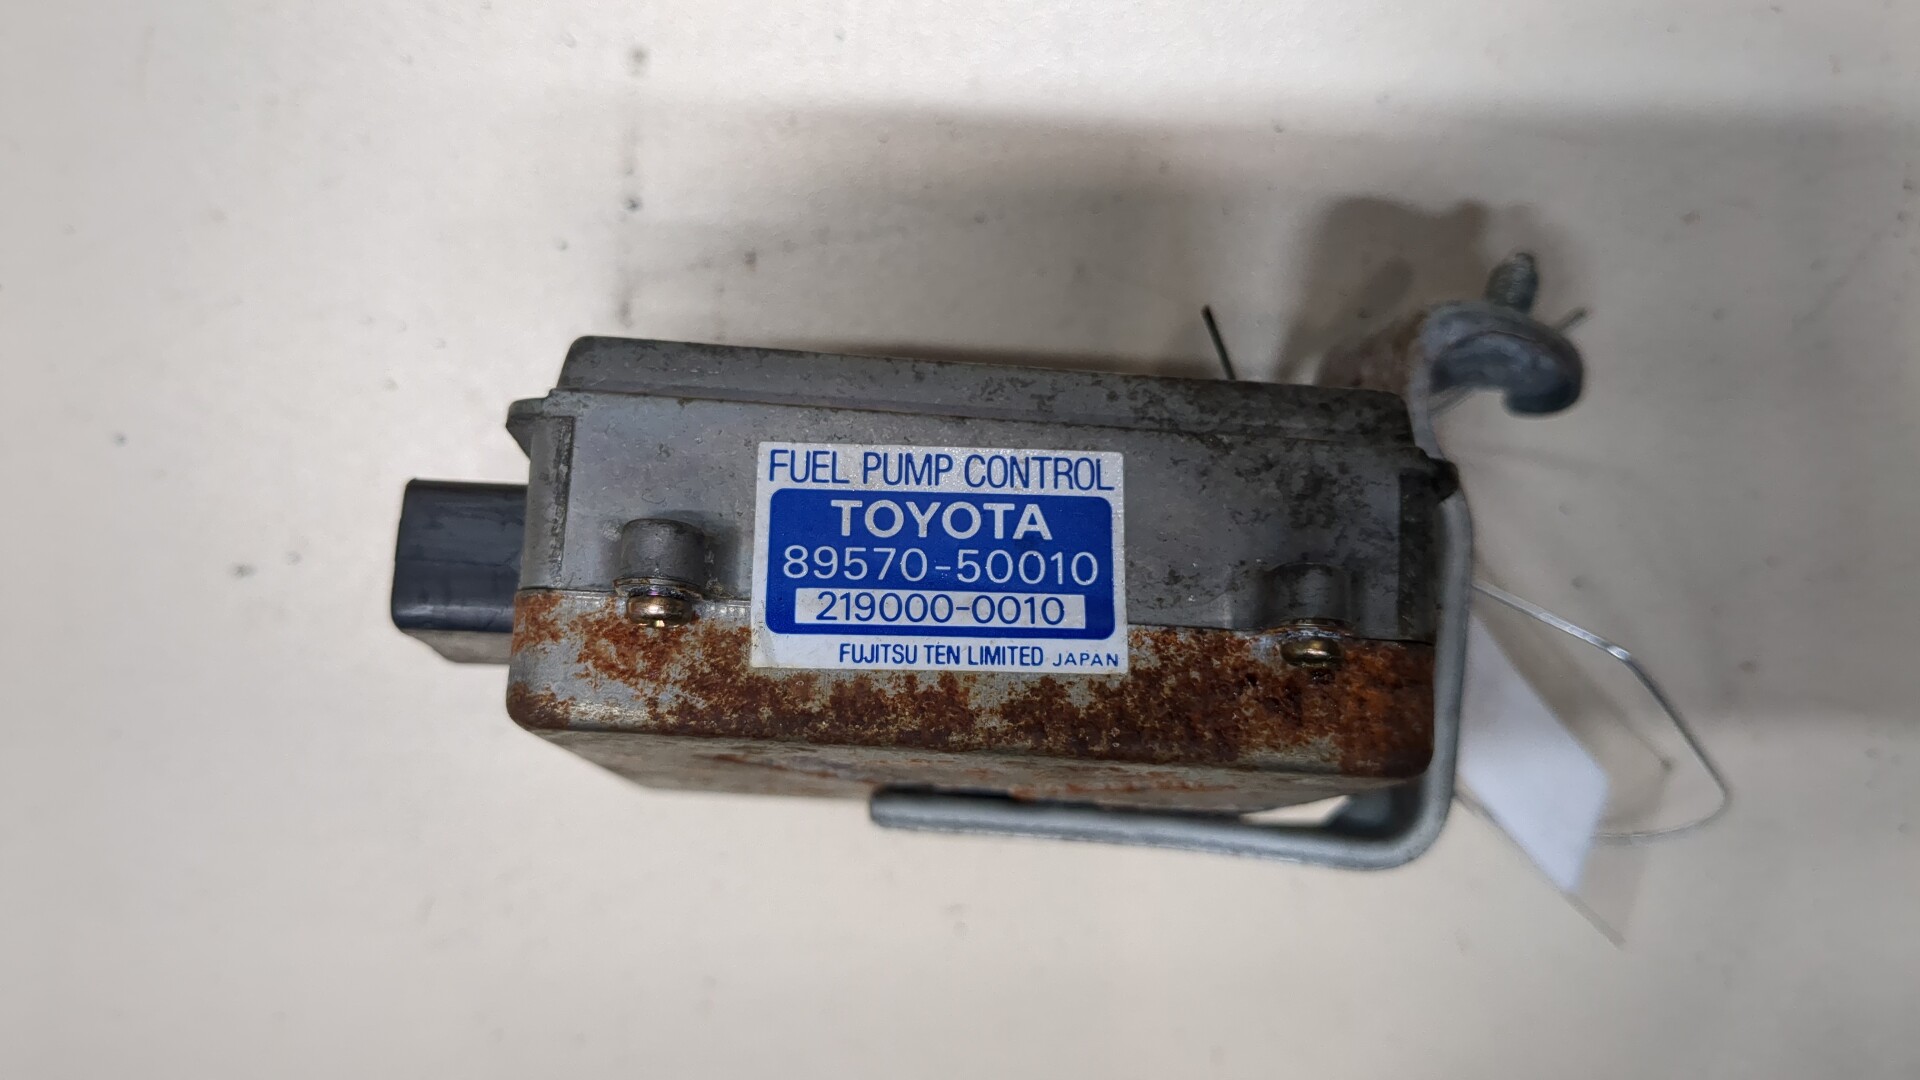 FUEL PUMP CONTROL
TOYOTA
89570-50010
219000-0010
FUJITSU TEN LIMITED JAPAN